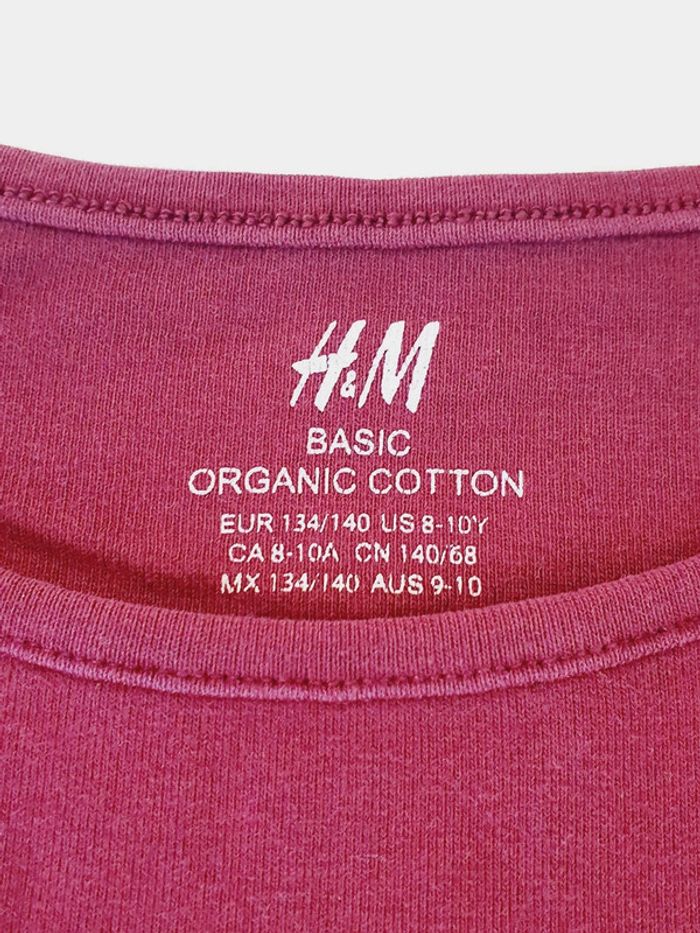 H&M
BASIC
ORGANIC COTTON
EUR 134/140 US 8-10Y
CA 8-10A CN 140/68
MX 134/140 AUS 9-10